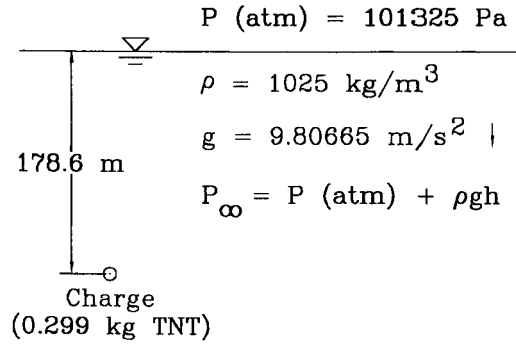 P (atm) = 101325 Pa
ρ = 1025 kg/m³
g = 9.80665 m/s² ↓
178.6 m
P∞ = P (atm) + ρgh
Charge
(0.299 kg TNT)